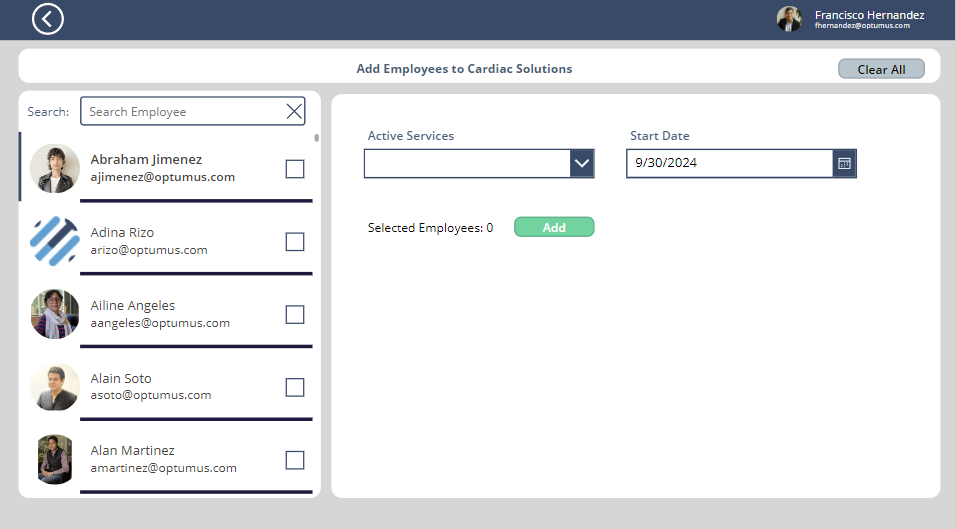 Francisco Hernandez
fhernandez@optumus.com
Add Employees to Cardiac Solutions
Clear All
Search:
Search Employee
Abraham Jimenez
ajimenez@optumus.com
Adina Rizo
arizo@optumus.com
Ailine Angeles
aangeles@optumus.com
Alain Soto
asoto@optumus.com
Alan Martinez
amartinez@optumus.com
Active Services
Start Date
9/30/2024
Selected Employees: 0
Add